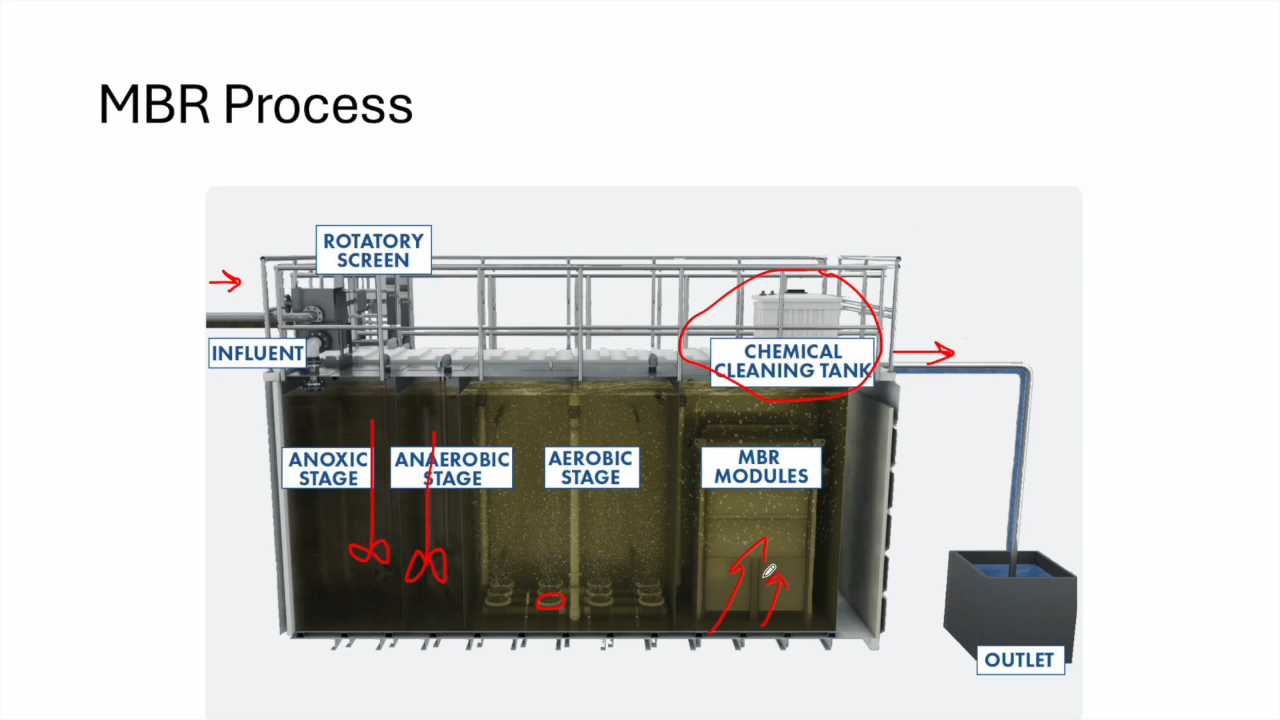 MBR Process
ROTATORY
SCREEN
INFLUENT
CHEMICAL
CLEANING TANK
ANOXIC
STAGE
ANAEROBIC
STAGE
AEROBIC
STAGE
MBR
MODULES
OUTLET